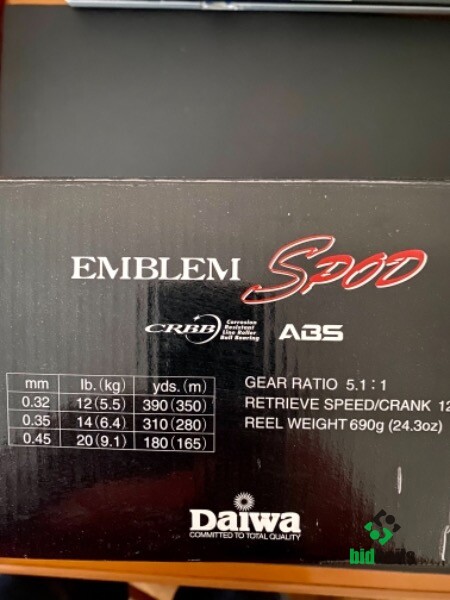 EMBLEM SPOD
CRBB Corrosion Resistant Line Roller Ball Bearing ABS
mm lb.(kg) yds.(m)
0.32 12(5.5) 390(350)
0.35 14(6.4) 310(280)
0.45 20(9.1) 180(165)
GEAR RATIO 5.1:1
RETRIEVE SPEED/CRANK 12
REEL WEIGHT 690g (24.3oz)
Daiwa
COMMITTED TO TOTAL QUALITY